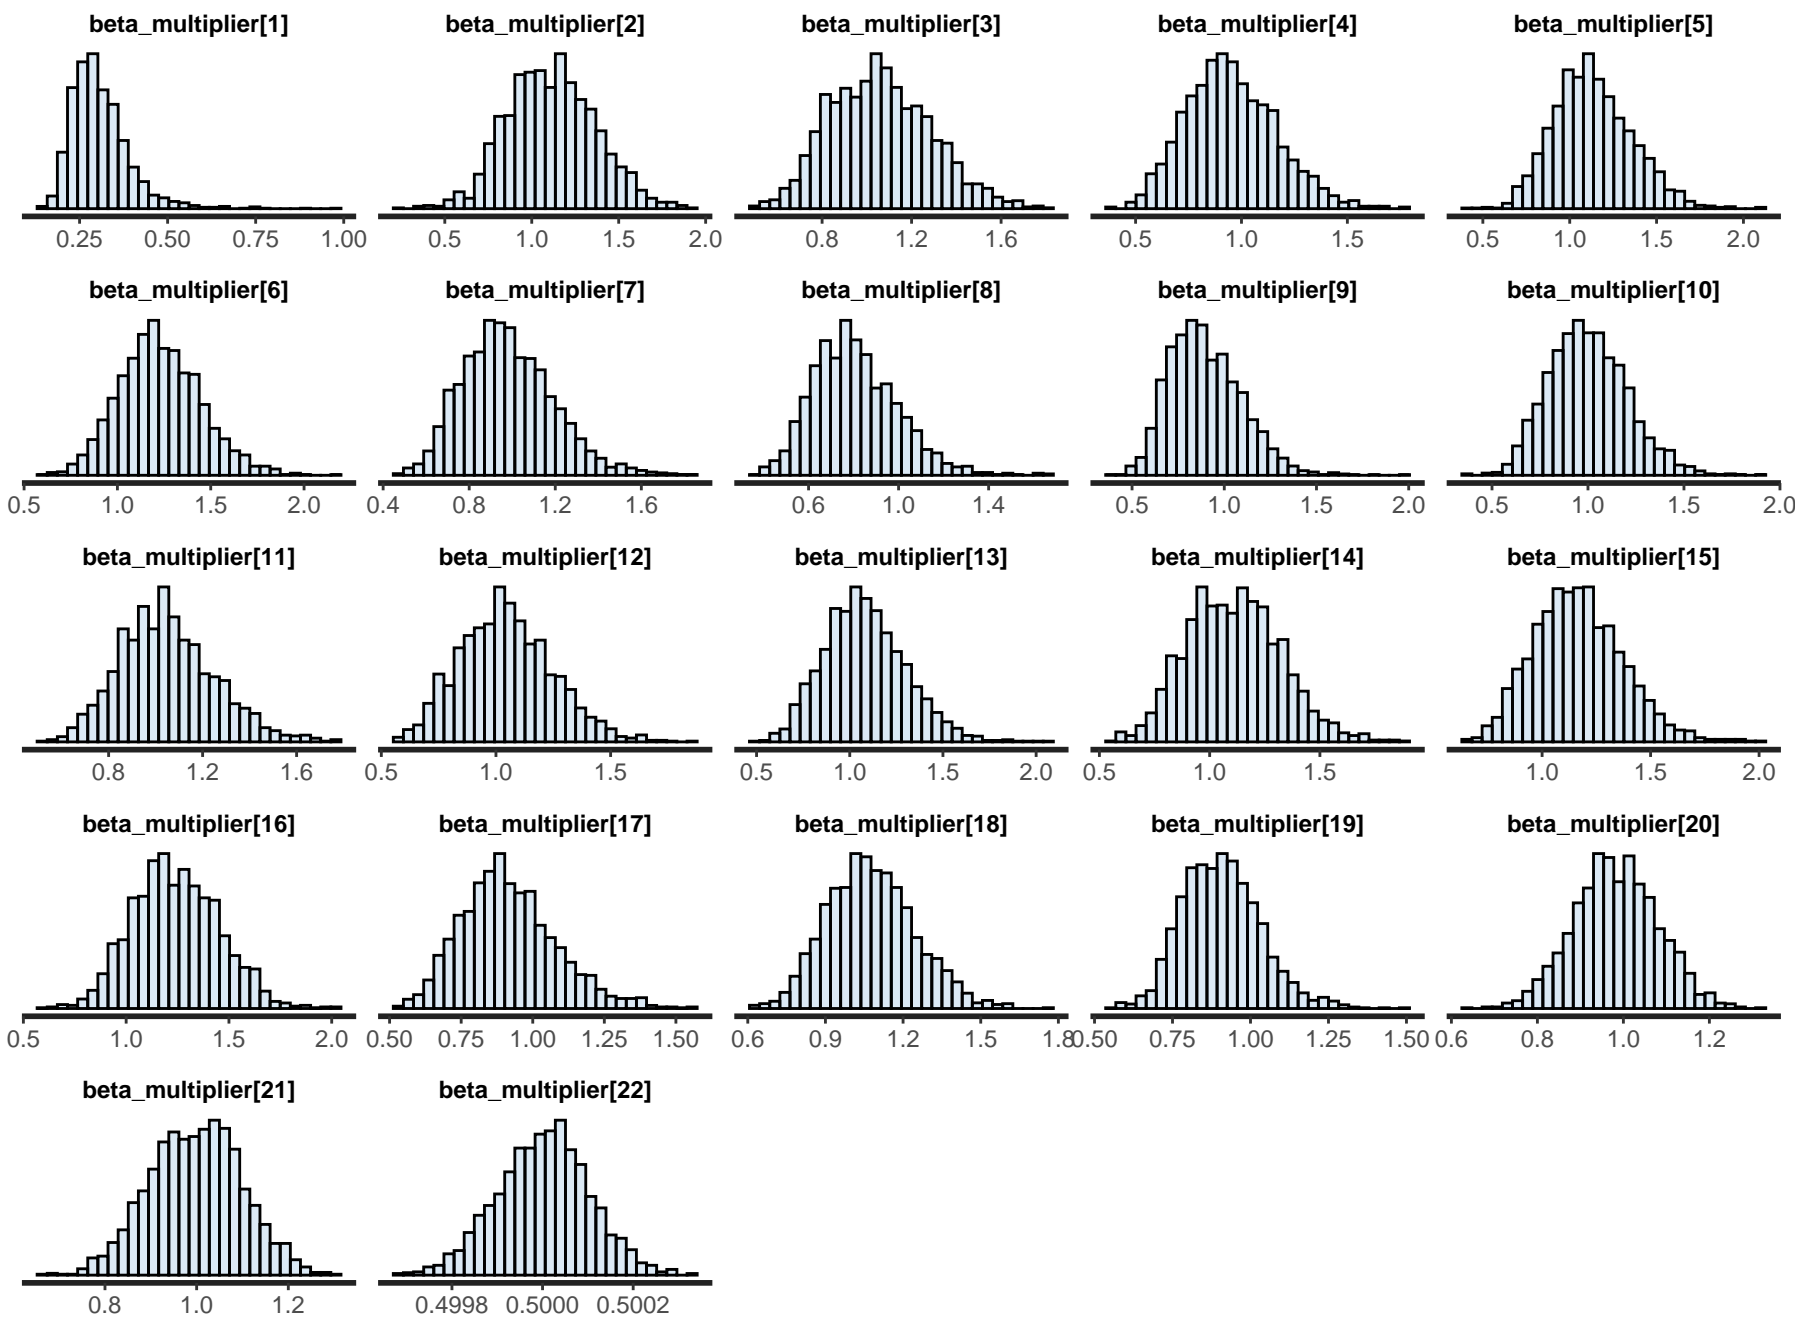 beta_multiplier[1] beta_multiplier[2] beta_multiplier[3] beta_multiplier[4] beta_multiplier[5]
0.25 0.50 0.75 1.00 0.5 1.0 1.5 2.0 0.8 1.2 1.6 0.5 1.0 1.5 0.5 1.0 1.5 2.0
beta_multiplier[6] beta_multiplier[7] beta_multiplier[8] beta_multiplier[9] beta_multiplier[10]
0.5 1.0 1.5 2.0 0.4 0.8 1.2 1.6 0.6 1.0 1.4 0.5 1.0 1.5 2.0 0.5 1.0 1.5 2.0
beta_multiplier[11] beta_multiplier[12] beta_multiplier[13] beta_multiplier[14] beta_multiplier[15]
0.8 1.2 1.6 0.5 1.0 1.5 0.5 1.0 1.5 2.0 0.5 1.0 1.5 1.0 1.5 2.0
beta_multiplier[16] beta_multiplier[17] beta_multiplier[18] beta_multiplier[19] beta_multiplier[20]
0.5 1.0 1.5 2.0 0.50 0.75 1.00 1.25 1.50 0.6 0.9 1.2 1.5 1.8 0.50 0.75 1.00 1.25 1.50 0.6 0.8 1.0 1.2
beta_multiplier[21] beta_multiplier[22]
0.8 1.0 1.2 0.4998 0.5000 0.5002